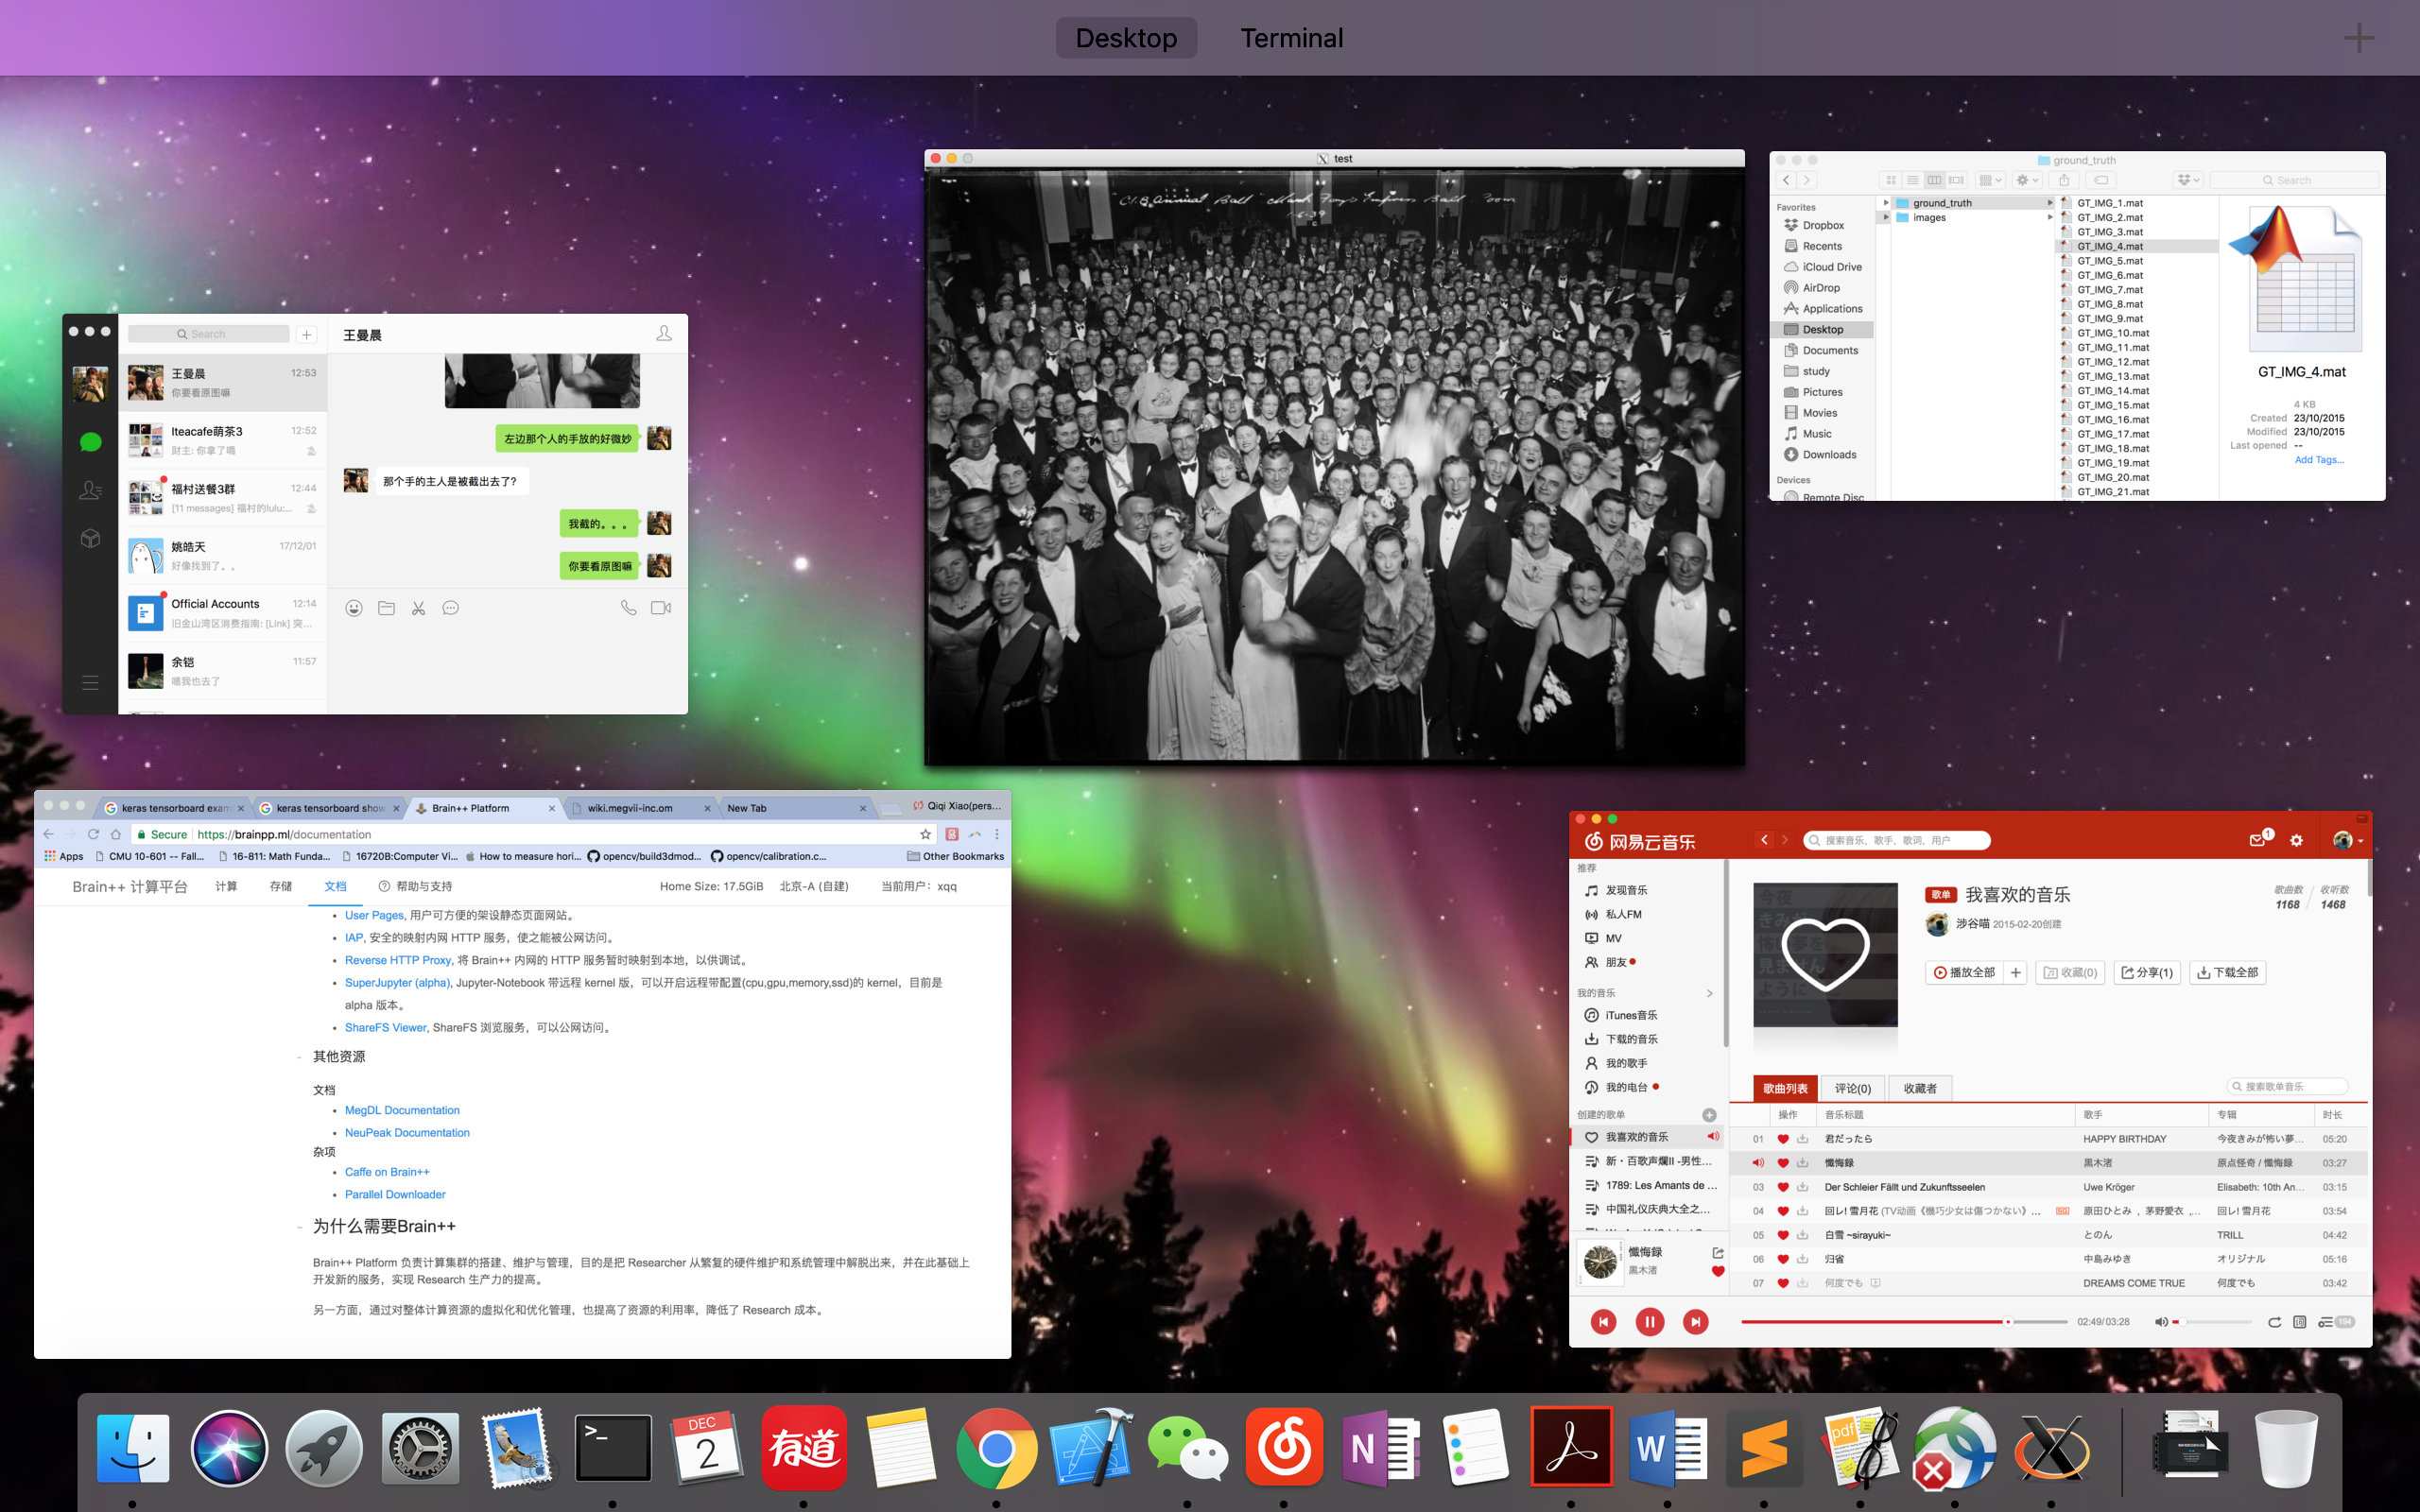 Desktop
Terminal
Search
王曼晨
12:53
你要看原图嘛
Iteacafe萌茶3
12:52
财主: 你拿了嗎
福村送餐3群
12:44
[11 messages] 福村的lulu:...
姚皓天
17/12/01
好像找到了。。
Official Accounts
12:14
旧金山湾区消费指南: [Link] 突...
余铠
11:57
嗯我也去了
王曼晨
左边那个人的手放的好微妙
那个手的主人是被截出去了?
我截的。。。
你要看原图嘛
test
C.I.B. Annual Ball
1-6-39
ground_truth
Search
Favorites
Dropbox
Recents
iCloud Drive
AirDrop
Applications
Desktop
Documents
study
Pictures
Movies
Music
Downloads
Devices
Remote Disc
ground_truth
images
GT_IMG_1.mat
GT_IMG_2.mat
GT_IMG_3.mat
GT_IMG_4.mat
GT_IMG_5.mat
GT_IMG_6.mat
GT_IMG_7.mat
GT_IMG_8.mat
GT_IMG_9.mat
GT_IMG_10.mat
GT_IMG_11.mat
GT_IMG_12.mat
GT_IMG_13.mat
GT_IMG_14.mat
GT_IMG_15.mat
GT_IMG_16.mat
GT_IMG_17.mat
GT_IMG_18.mat
GT_IMG_19.mat
GT_IMG_20.mat
GT_IMG_21.mat
GT_IMG_4.mat
4 KB
Created 23/10/2015
Modified 23/10/2015
Last opened --
Add Tags...
keras tensorboard exam
keras tensorboard show
Brain++ Platform
wiki.megvii-inc.om
New Tab
Qiqi Xiao(pers...
Secure https://brainpp.ml/documentation
Apps
CMU 10-601 -- Fall...
16-811: Math Funda...
16720B:Computer Vi...
How to measure hori...
opencv/build3dmod...
opencv/calibration.c...
Other Bookmarks
Brain++ 计算平台
计算
存储
文档
帮助与支持
Home Size: 17.5GiB
北京-A (自建)
当前用户: xqq
User Pages, 用户可方便的架设静态页面网站。
IAP, 安全的映射内网 HTTP 服务，使之能被公网访问。
Reverse HTTP Proxy, 将 Brain++ 内网的 HTTP 服务暂时映射到本地，以供调试。
SuperJupyter (alpha), Jupyter-Notebook 带远程 kernel 版，可以开启远程带配置(cpu,gpu,memory,ssd)的 kernel，目前是
alpha 版本。
ShareFS Viewer, ShareFS 浏览服务，可以公网访问。
其他资源
文档
MegDL Documentation
NeuPeak Documentation
杂项
Caffe on Brain++
Parallel Downloader
为什么需要Brain++
Brain++ Platform 负责计算集群的搭建、维护与管理，目的是把 Researcher 从繁复的硬件维护和系统管理中解脱出来，并在此基础上
开发新的服务，实现 Research 生产力的提高。
另一方面，通过对整体计算资源的虚拟化和优化管理，也提高了资源的利用率，降低了 Research 成本。
网易云音乐
搜索音乐，歌手，歌词，用户
1
推荐
发现音乐
私人FM
MV
朋友
我的音乐
iTunes音乐
下载的音乐
我的歌手
我的电台
创建的歌单
我喜欢的音乐
新・百歌声爛II -男性...
1789: Les Amants de ...
中国礼仪庆典大全之...
懺悔録
黒木渚
今夜
きみが
怖い夢を
見ません
ように
歌单
我喜欢的音乐
涉谷喵 2015-02-20创建
歌曲数
1168
收听数
1468
播放全部
收藏(0)
分享(1)
下载全部
歌曲列表
评论(0)
收藏者
搜索歌单音乐
操作
音乐标题
歌手
专辑
时长
01 君だったら HAPPY BIRTHDAY 今夜きみが怖い夢... 05:20
懺悔録 黒木渚 原点怪奇 / 懺悔録 03:27
03 Der Schleier Fällt und Zukunftsseelen Uwe Kröger Elisabeth: 10th An... 03:15
04 回レ! 雪月花 (TV动画《機巧少女は傷つかない》... SQ 原田ひとみ , 茅野愛衣 ,... 回レ! 雪月花 03:54
05 白雪 ~sirayuki~ とのん TRILL 04:42
06 归省 中島みゆき オリジナル 05:16
07 何度でも DREAMS COME TRUE 何度でも 03:42
02:49/03:28
词
194
>_
DEC
2
有道
N
W
pdf